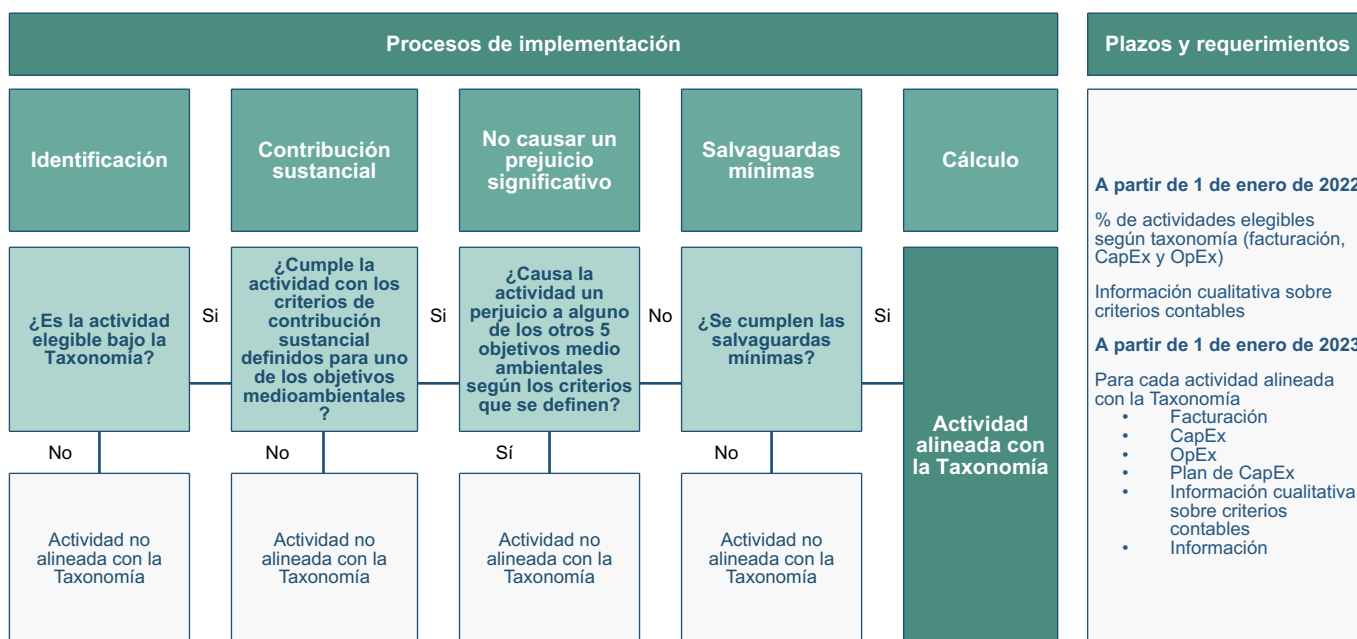 Procesos de implementación
Plazos y requerimientos
Identificación
Contribución
sustancial
No causar un
prejuicio
significativo
Salvaguardas
mínimas
Cálculo
¿Es la actividad
elegible bajo la
Taxonomía?
Si
No
¿Cumple la
actividad con los
criterios de
contribución
sustancial
definidos para uno
de los objetivos
medioambientales
?
Si
No
¿Causa la
actividad un
perjuicio a alguno
de los otros 5
objetivos medio
ambientales
según los criterios
que se definen?
No
Sí
¿Se cumplen las
salvaguardas
mínimas?
Si
No
Actividad
alineada con
la Taxonomía
Actividad no
alineada con la
Taxonomía
Actividad no
alineada con la
Taxonomía
Actividad no
alineada con la
Taxonomía
Actividad no
alineada con la
Taxonomía
A partir de 1 de enero de 2022
% de actividades elegibles
según taxonomía (facturación,
CapEx y OpEx)
Información cualitativa sobre
criterios contables
A partir de 1 de enero de 2023
Para cada actividad alineada
con la Taxonomía
• Facturación
• CapEx
• OpEx
• Plan de CapEx
• Información cualitativa
sobre criterios
contables
• Información